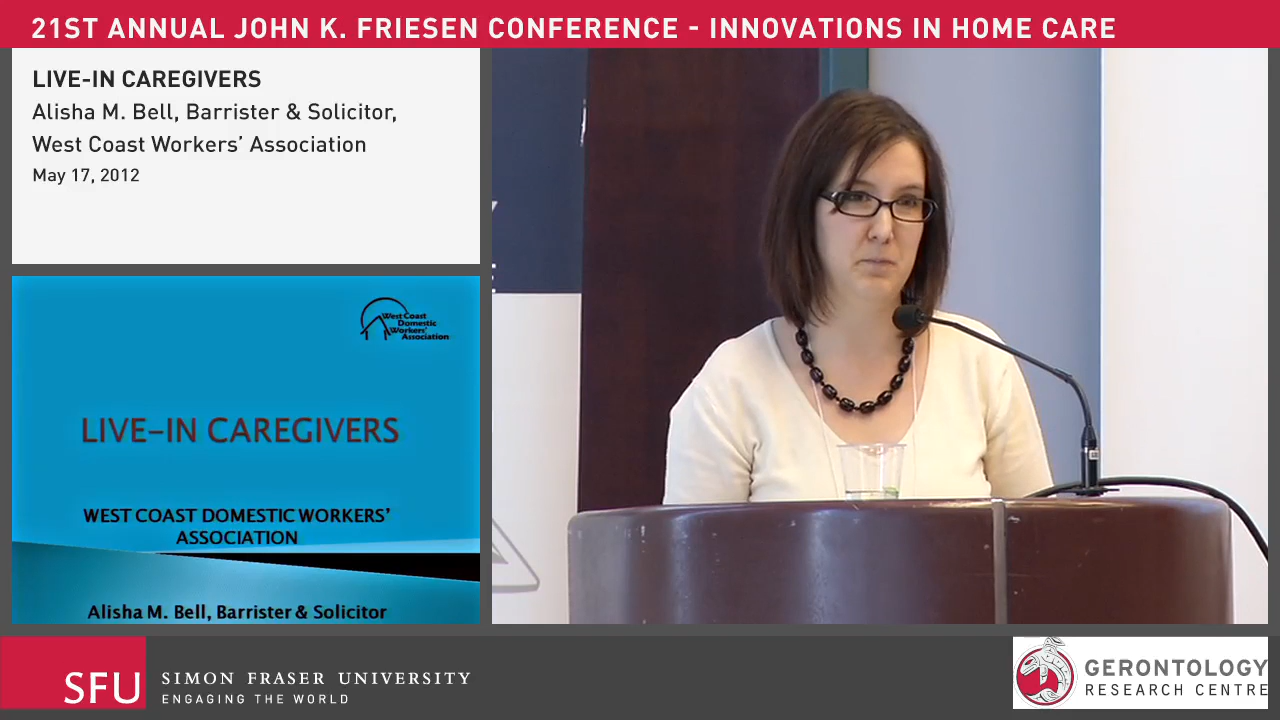 21ST ANNUAL JOHN K. FRIESEN CONFERENCE - INNOVATIONS IN HOME CARE
LIVE-IN CAREGIVERS
Alisha M. Bell, Barrister & Solicitor,
West Coast Workers’ Association
May 17, 2012
West Coast
Domestic
Workers'
Association
LIVE-IN CAREGIVERS
WEST COAST DOMESTIC WORKERS’
ASSOCIATION
Alisha M. Bell, Barrister & Solicitor
SFU
SIMON FRASER UNIVERSITY
ENGAGING THE WORLD
GERONTOLOGY
RESEARCH CENTRE